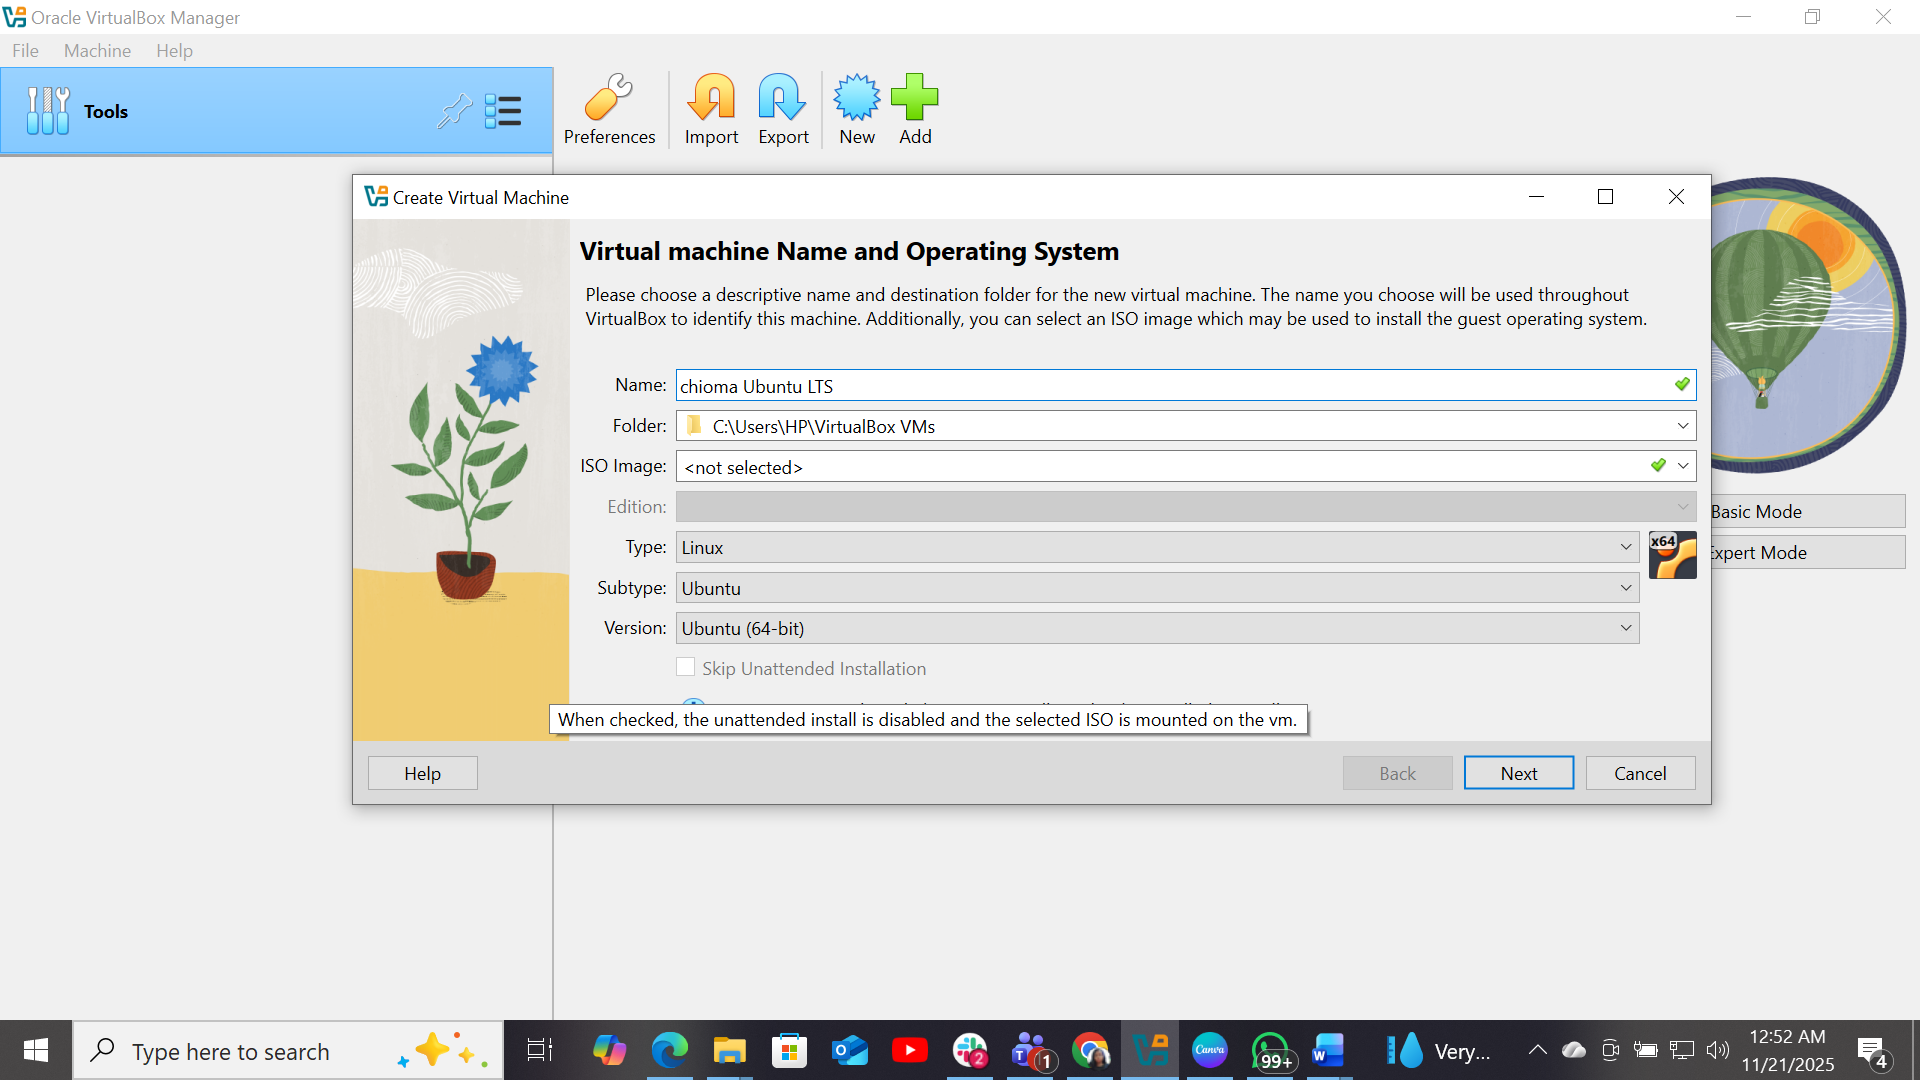 Oracle VirtualBox Manager
File Machine Help
Tools
Preferences Import Export New Add
Create Virtual Machine
Virtual machine Name and Operating System
Please choose a descriptive name and destination folder for the new virtual machine. The name you choose will be used throughout
VirtualBox to identify this machine. Additionally, you can select an ISO image which may be used to install the guest operating system.
Name: chioma Ubuntu LTS
Folder: C:\Users\HP\VirtualBox VMs
ISO Image: <not selected>
Edition:
Type: Linux
x64
Subtype: Ubuntu
Version: Ubuntu (64-bit)
Skip Unattended Installation
When checked, the unattended install is disabled and the selected ISO is mounted on the vm.
Help Back Next Cancel
Basic Mode
Expert Mode
Type here to search
2
T
1
Canva
99+
W
Very...
12:52 AM
11/21/2025
4